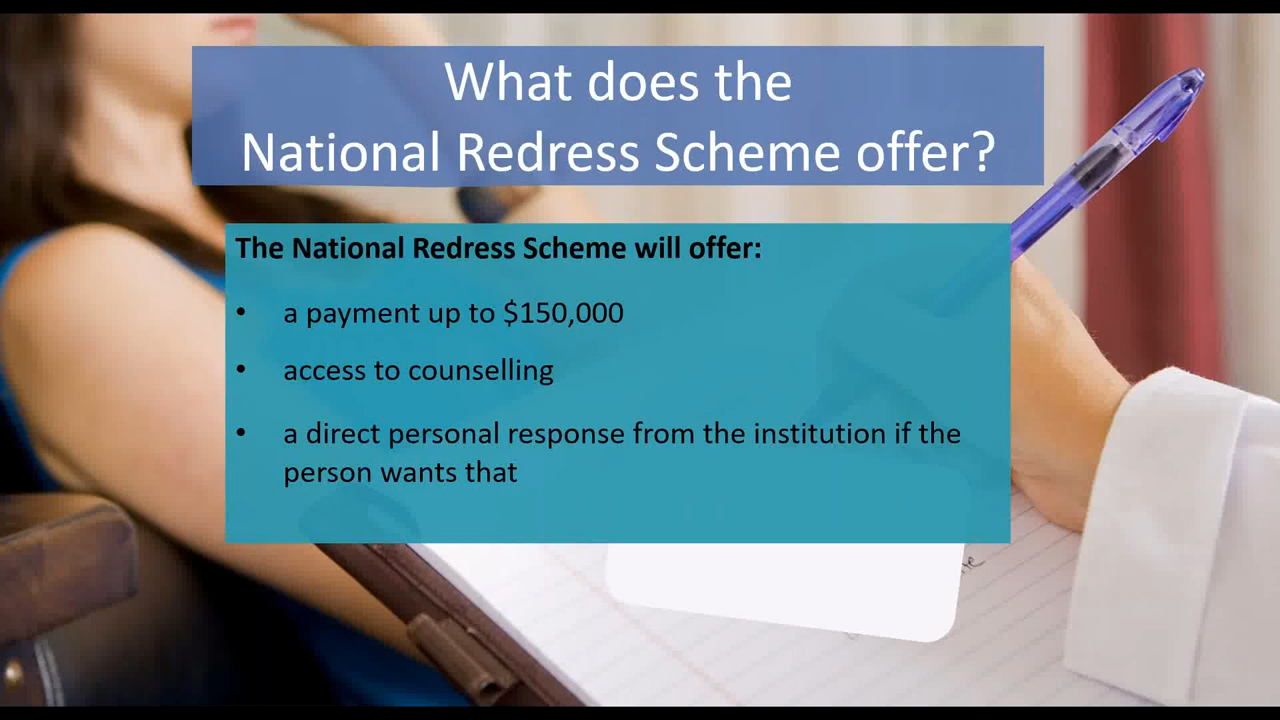 What does the
National Redress Scheme offer?
The National Redress Scheme will offer:
• a payment up to $150,000
• access to counselling
• a direct personal response from the institution if the
person wants that